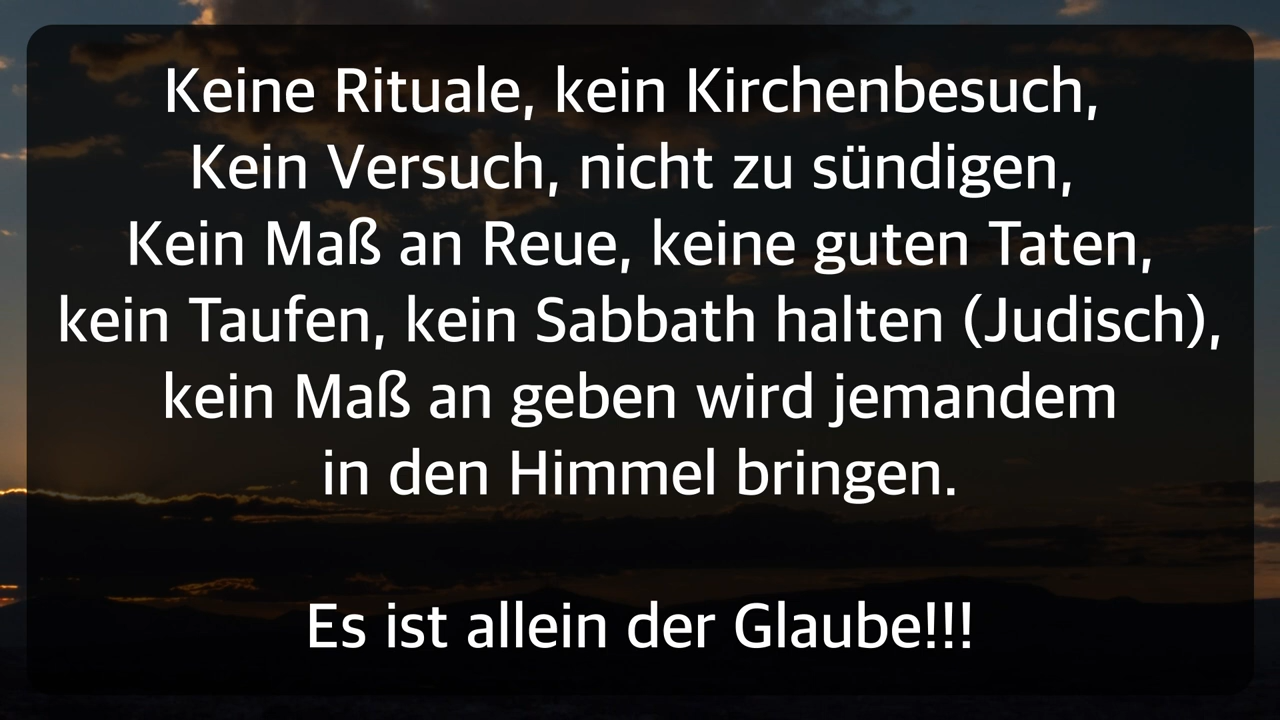 Keine Rituale, kein Kirchenbesuch,
Kein Versuch, nicht zu sündigen,
Kein Maß an Reue, keine guten Taten,
kein Taufen, kein Sabbath halten (Judisch),
kein Maß an geben wird jemandem
in den Himmel bringen.
Es ist allein der Glaube!!!